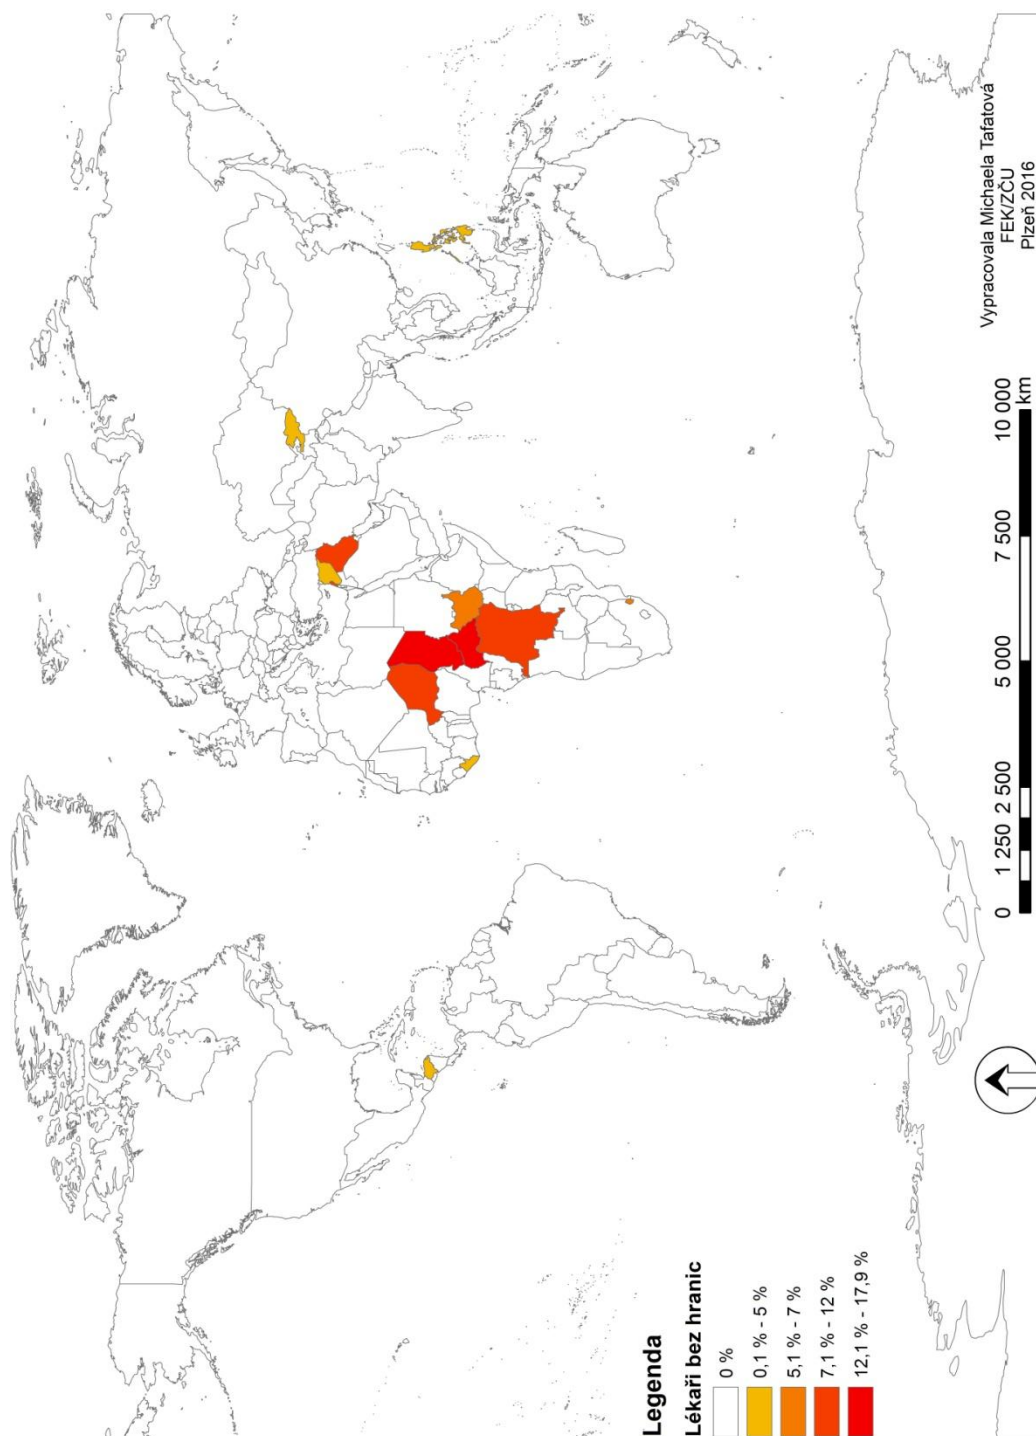 Legenda
Lékaři bez hranic
0 %
0,1 % - 5 %
5,1 % - 7 %
7,1 % - 12 %
12,1 % - 17,9 %
0 1 250 2 500 5 000 7 500 10 000
km
Vypracovala Michaela Tafatová
FEK/ZČU
Plzeň 2016